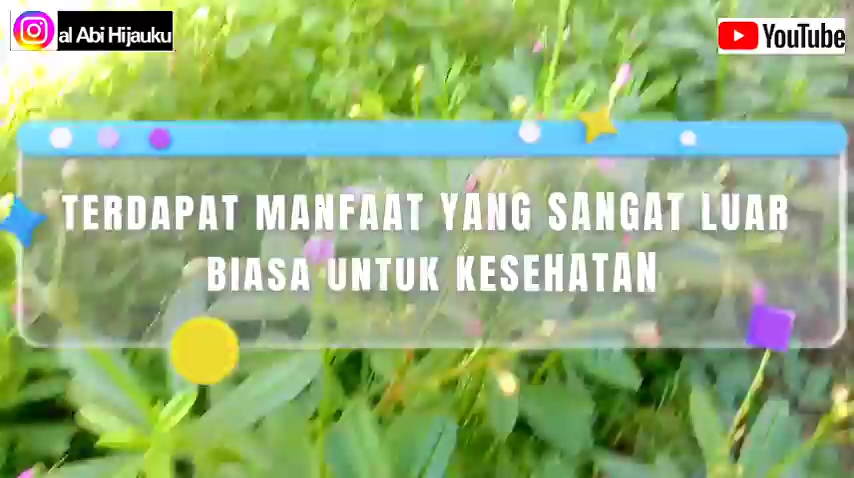 al Abi Hijauku
YouTube
TERDAPAT MANFAAT YANG SANGAT LUAR
BIASA UNTUK KESEHATAN